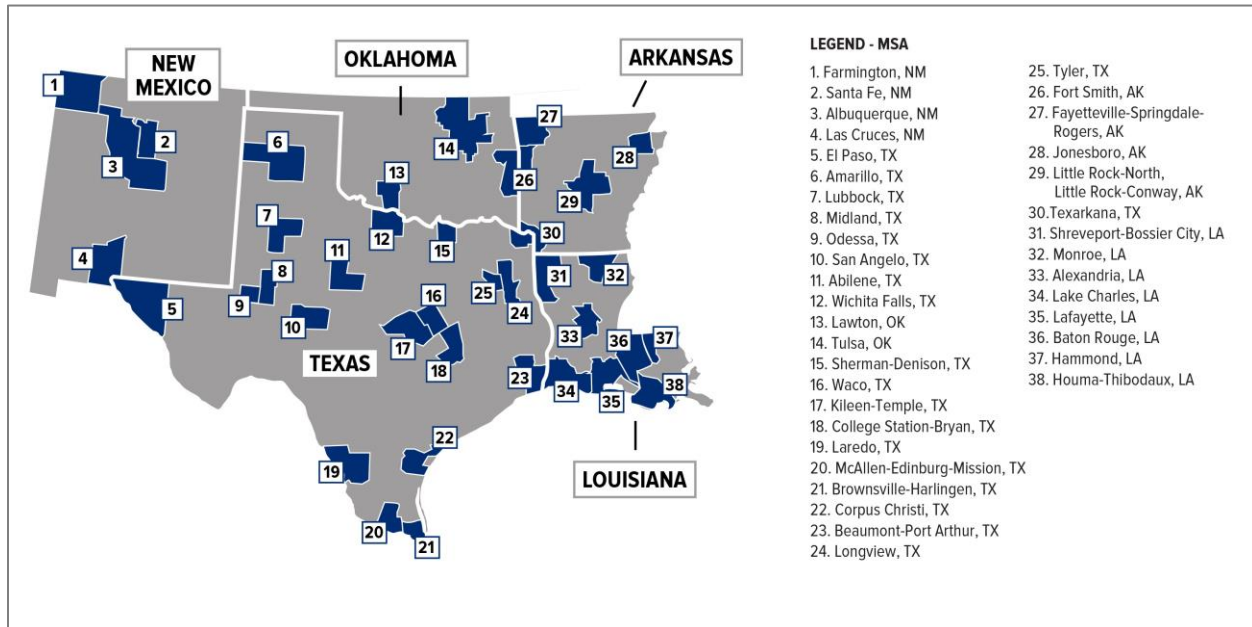 NEW
MEXICO
OKLAHOMA
ARKANSAS
TEXAS
LOUISIANA
1
2
3
4
5
6
7
8
9
10
11
12
13
14
15
16
17
18
19
20
21
22
23
24
25
26
27
28
29
30
31
32
33
34
35
36
37
38
LEGEND - MSA
1. Farmington, NM
2. Santa Fe, NM
3. Albuquerque, NM
4. Las Cruces, NM
5. El Paso, TX
6. Amarillo, TX
7. Lubbock, TX
8. Midland, TX
9. Odessa, TX
10. San Angelo, TX
11. Abilene, TX
12. Wichita Falls, TX
13. Lawton, OK
14. Tulsa, OK
15. Sherman-Denison, TX
16. Waco, TX
17. Kileen-Temple, TX
18. College Station-Bryan, TX
19. Laredo, TX
20. McAllen-Edinburg-Mission, TX
21. Brownsville-Harlingen, TX
22. Corpus Christi, TX
23. Beaumont-Port Arthur, TX
24. Longview, TX
25. Tyler, TX
26. Fort Smith, AK
27. Fayetteville-Springdale-
Rogers, AK
28. Jonesboro, AK
29. Little Rock-North,
Little Rock-Conway, AK
30.Texarkana, TX
31. Shreveport-Bossier City, LA
32. Monroe, LA
33. Alexandria, LA
34. Lake Charles, LA
35. Lafayette, LA
36. Baton Rouge, LA
37. Hammond, LA
38. Houma-Thibodaux, LA